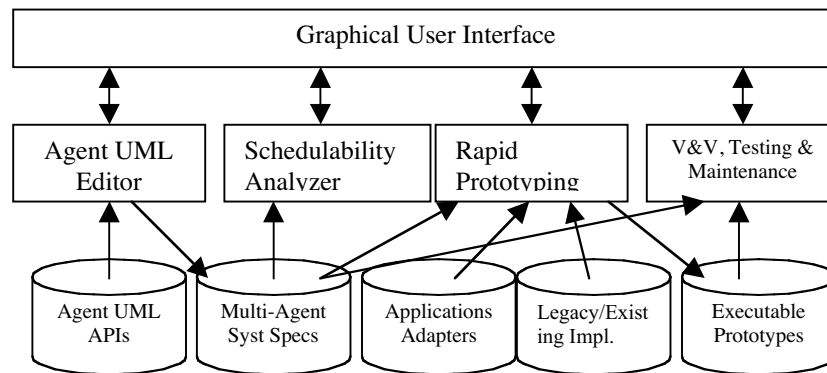 Graphical User Interface
Agent UML
Editor
Schedulability
Analyzer
Rapid
Prototyping
V&V, Testing &
Maintenance
Agent UML
APIs
Multi-Agent
Syst Specs
Applications
Adapters
Legacy/Exist
ing Impl.
Executable
Prototypes